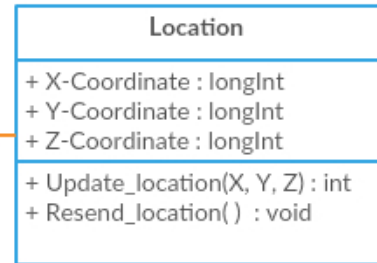 Location
+ X-Coordinate : longInt
+ Y-Coordinate : longInt
+ Z-Coordinate : longInt
+ Update_location(X, Y, Z) : int
+ Resend_location( ) : void